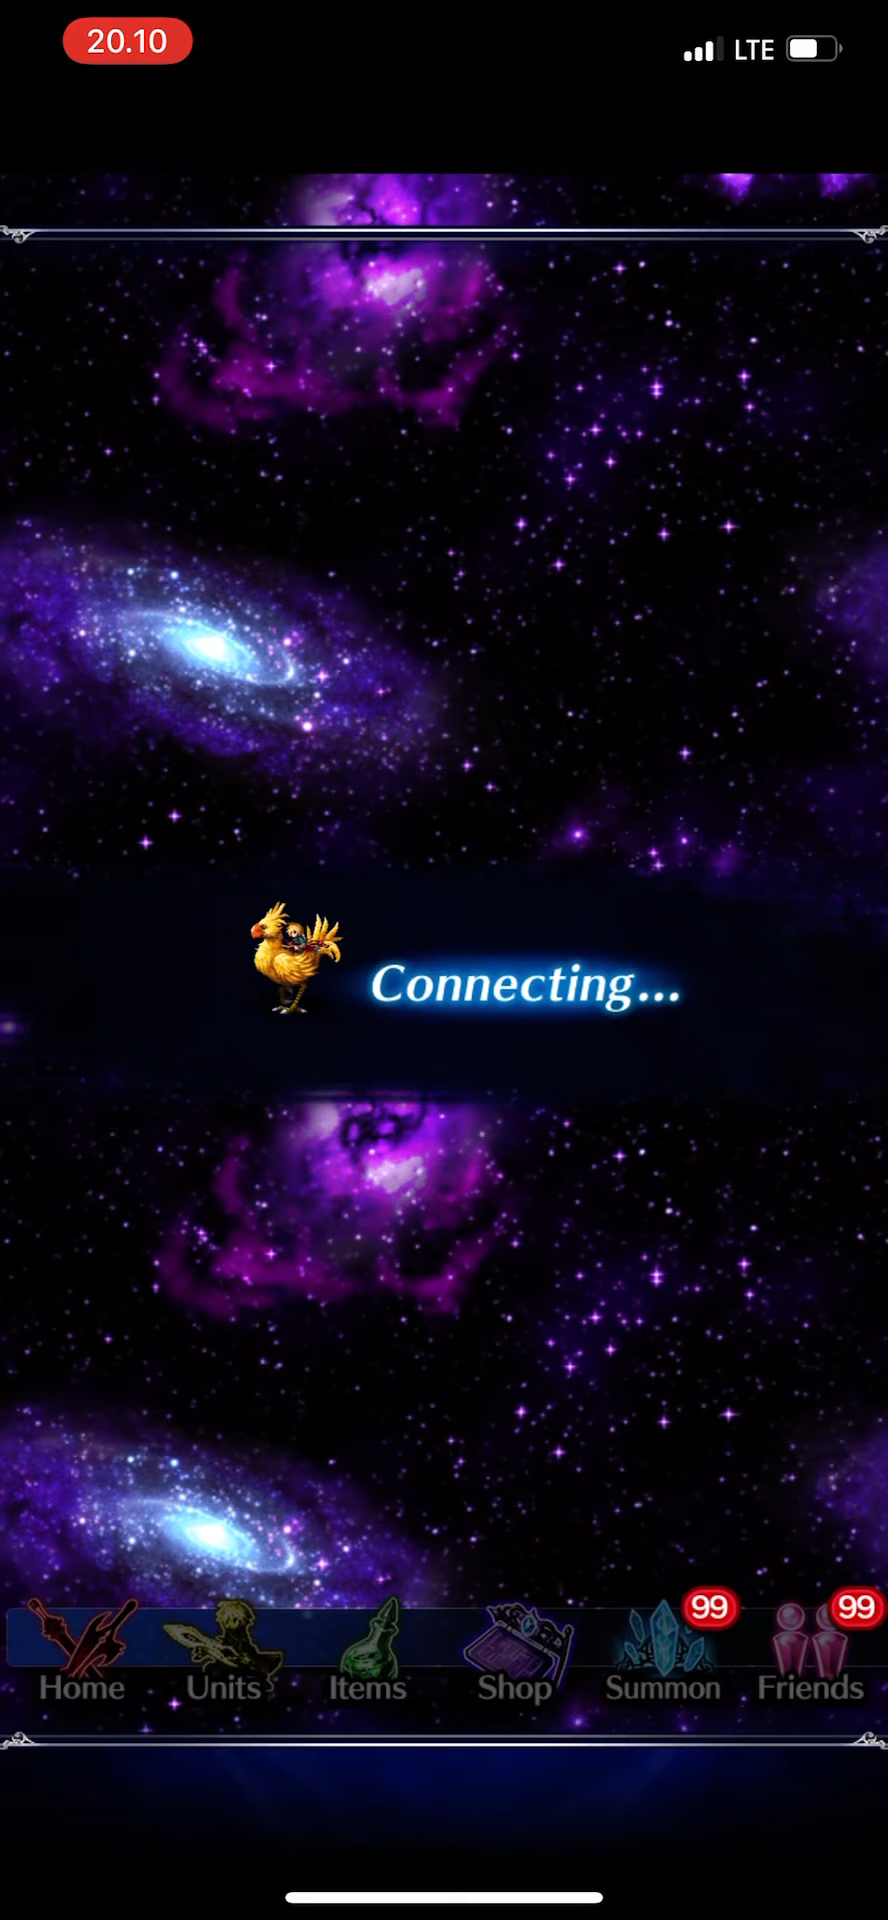 20.10
LTE
Connecting...
99
99
Home
Units
Items
Shop
Summon
Friends